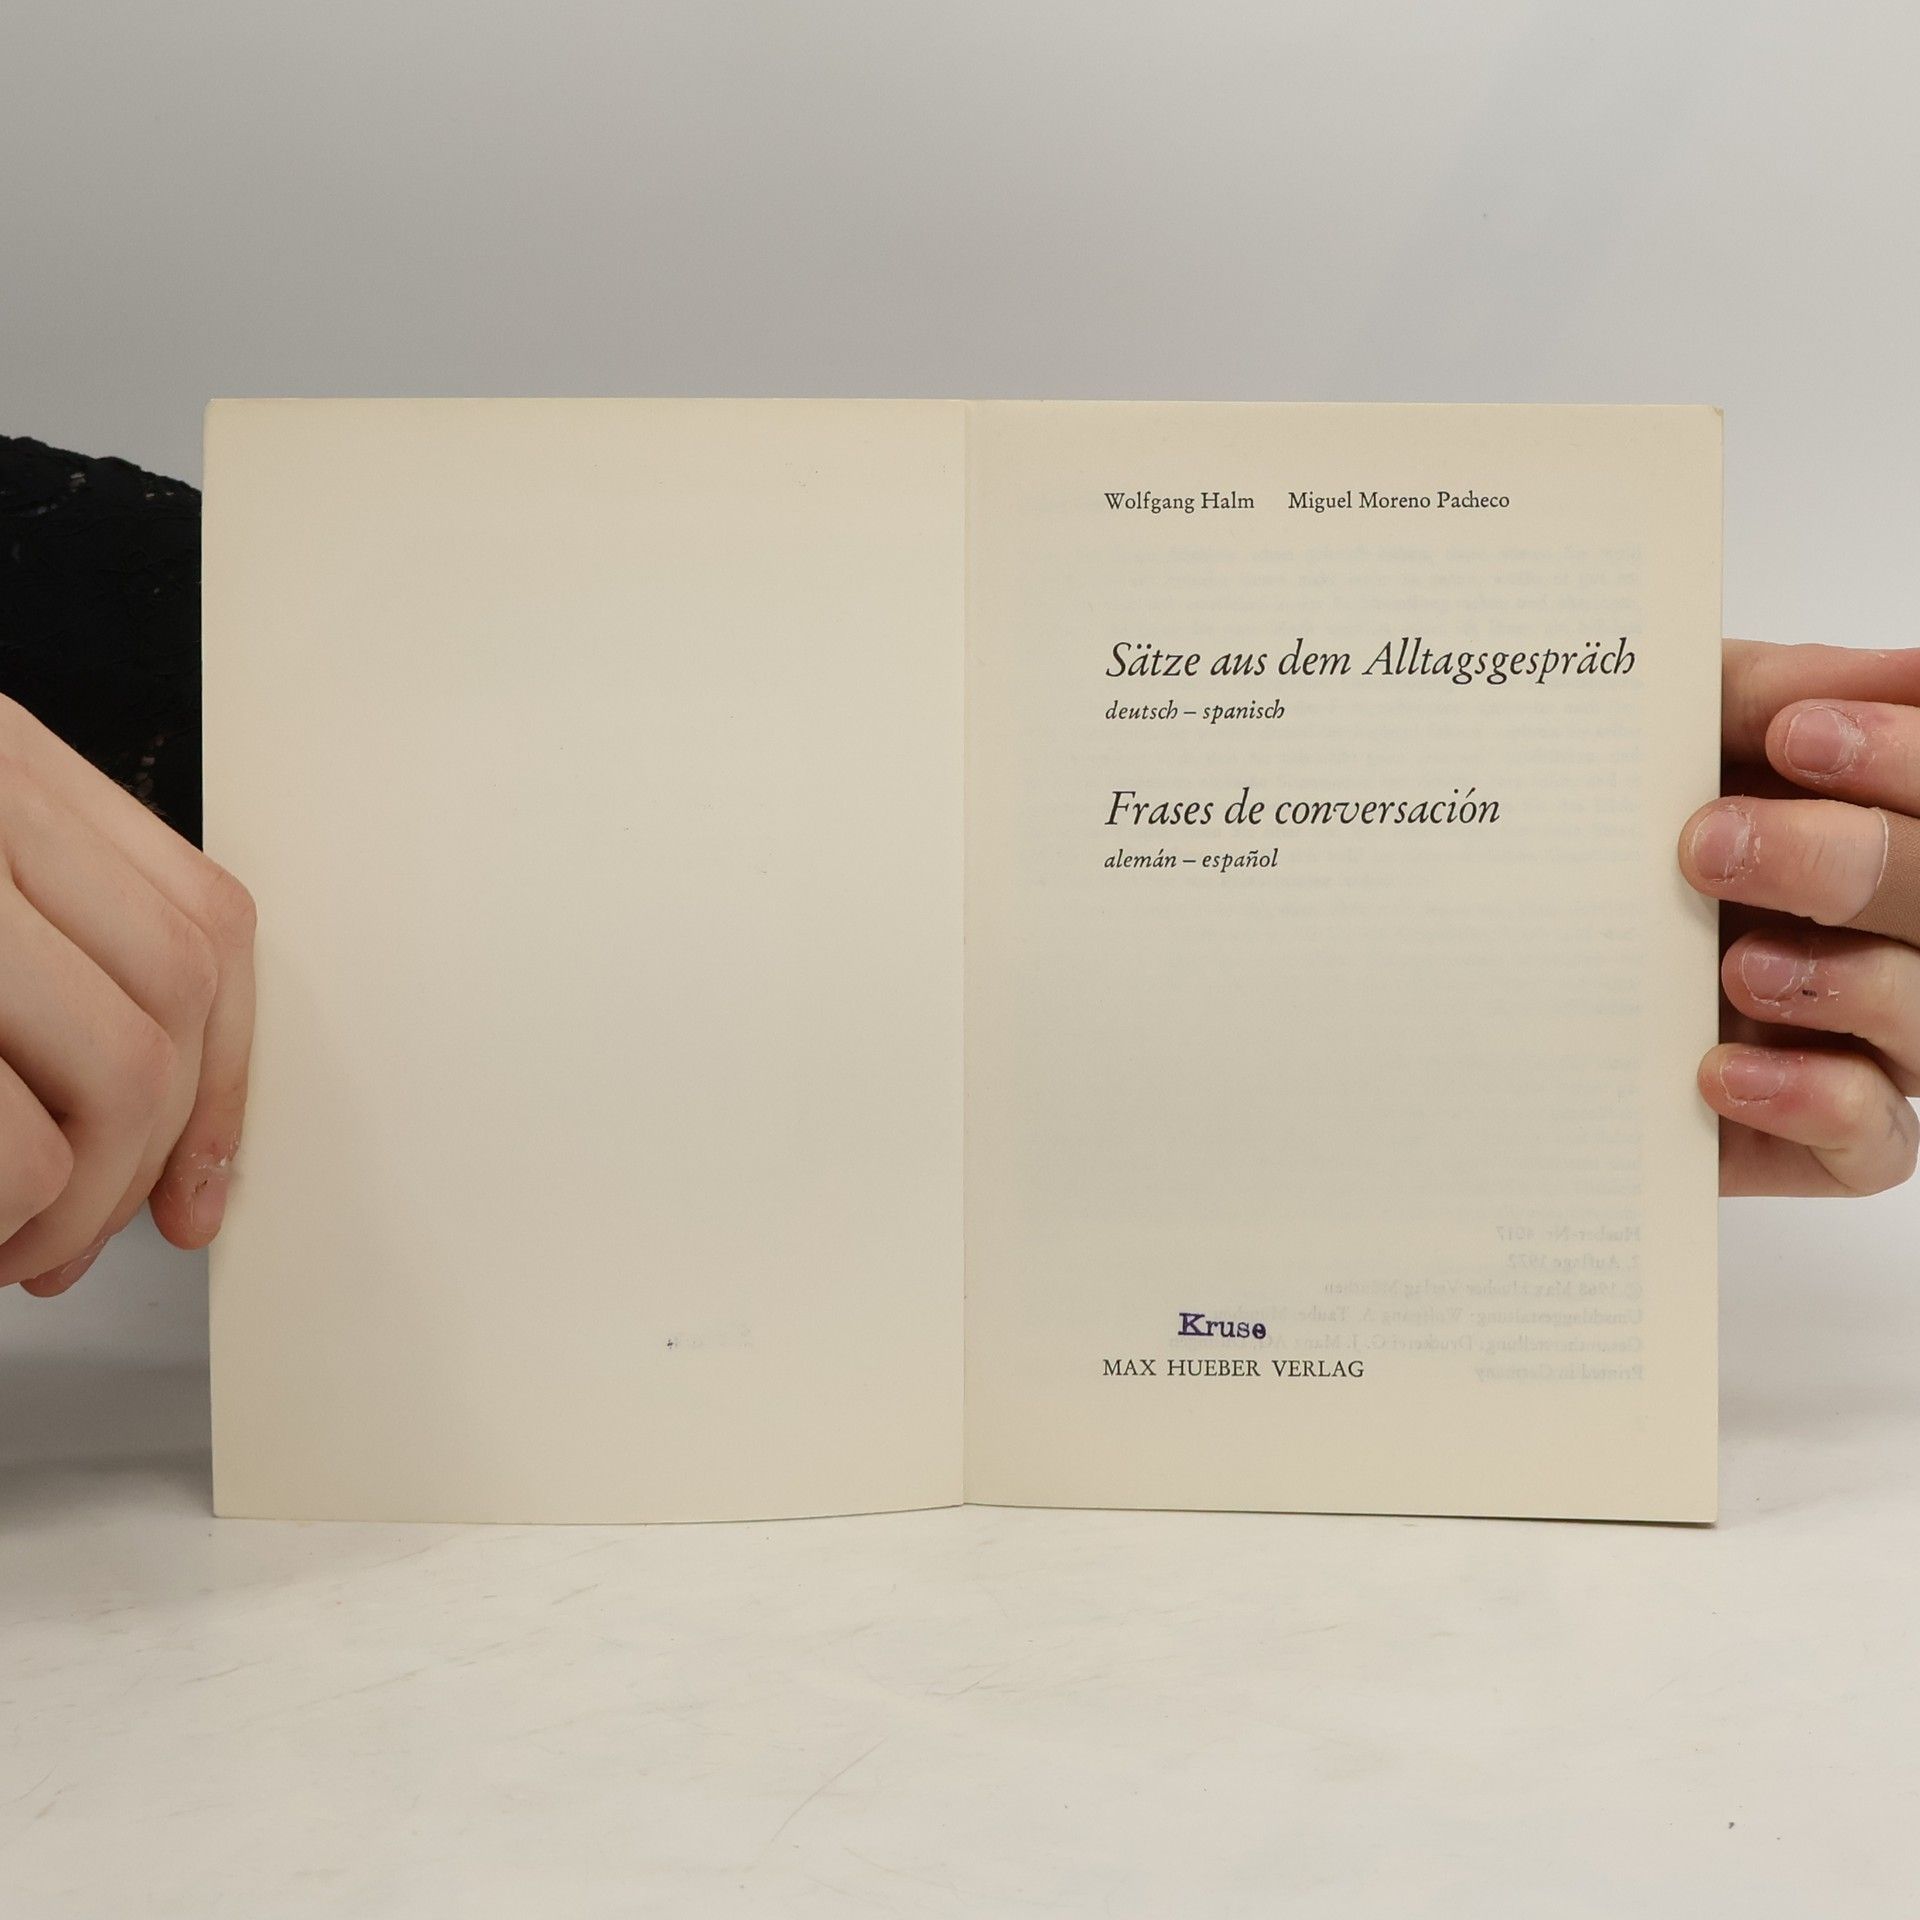 Wolfgang Halm Miguel Moreno Pacheco
Sätze aus dem Alltagsgespräch
deutsch – spanisch
Frases de conversación
alemán – español
Kruse
MAX HUEBER VERLAG